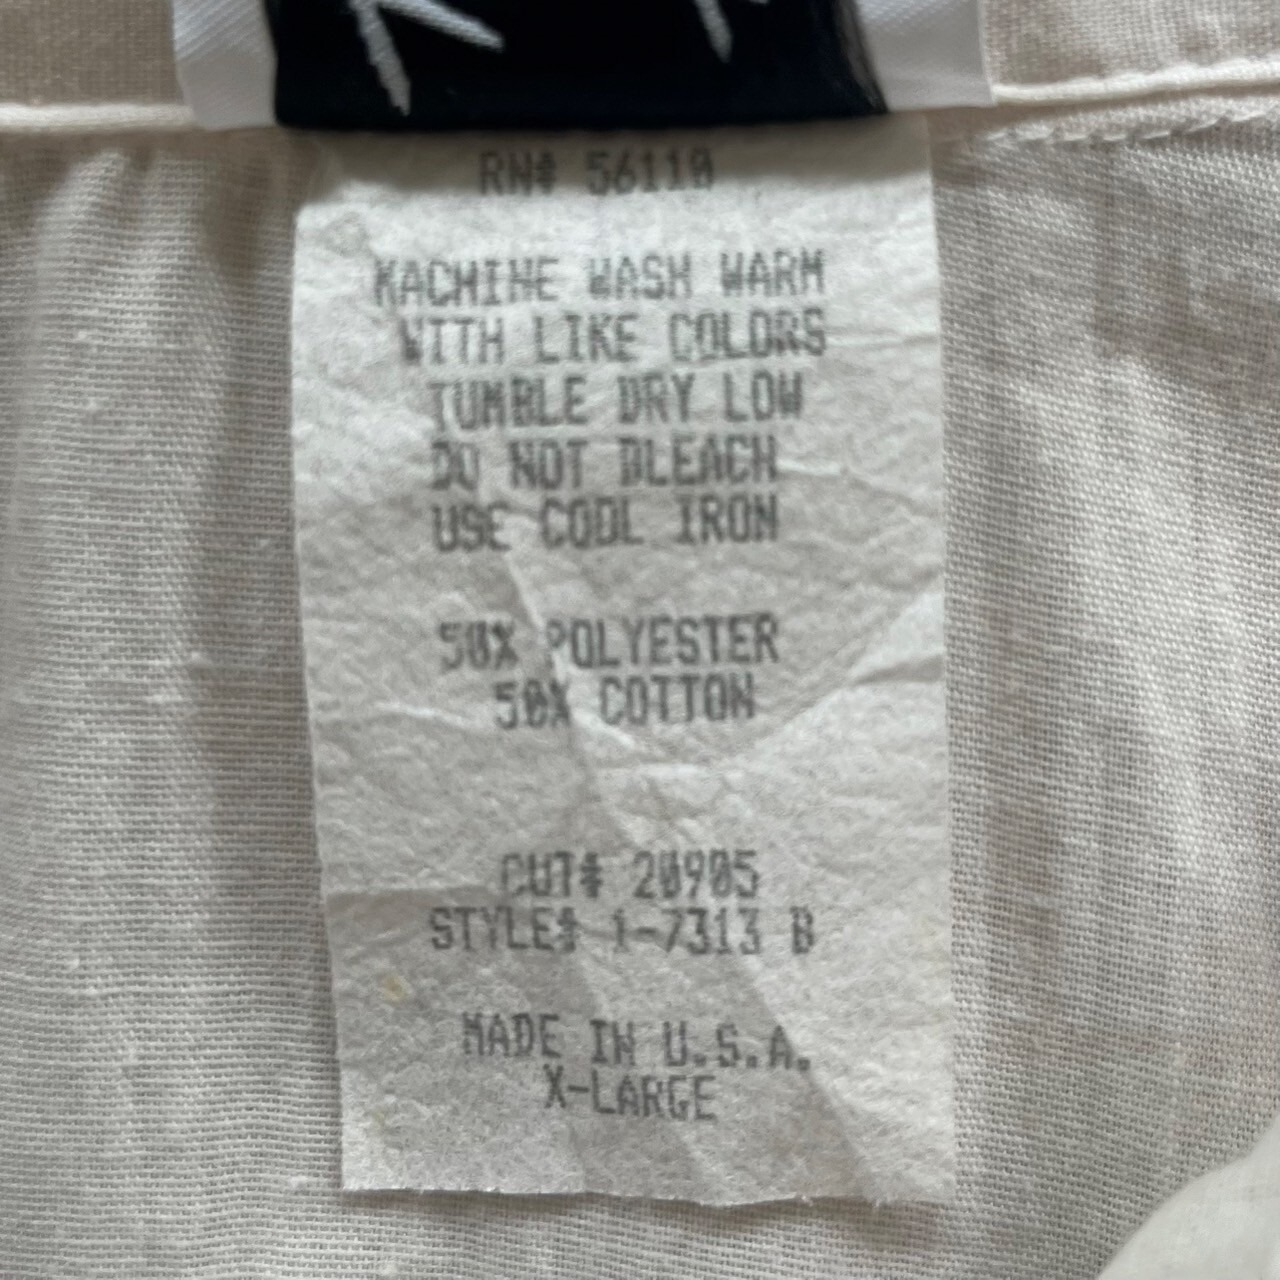 RN# 56110
MACHINE WASH WARM
WITH LIKE COLORS
TUMBLE DRY LOW
DO NOT BLEACH
USE COOL IRON
50% POLYESTER
50% COTTON
CUT# 20905
STYLE# 1-7313 B
MADE IN U.S.A.
X-LARGE